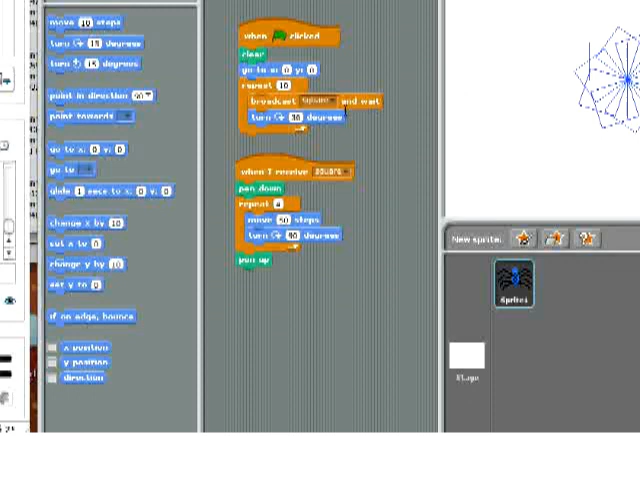 move 10 steps
turn 15 degrees
turn 15 degrees
point in direction 90
point towards
go to x: 0 y: 0
go to
glide 1 secs to x: 0 y: 0
change x by 10
set x to 0
change y by 10
set y to 0
if on edge, bounce
x position
y position
direction
when clicked
clear
go to x: 0 y: 0
repeat 10
broadcast square and wait
turn degrees
when I receive square
pen down
repeat 4
move 50 steps
turn 90 degrees
pen up
New sprite:
Sprite1
Stage